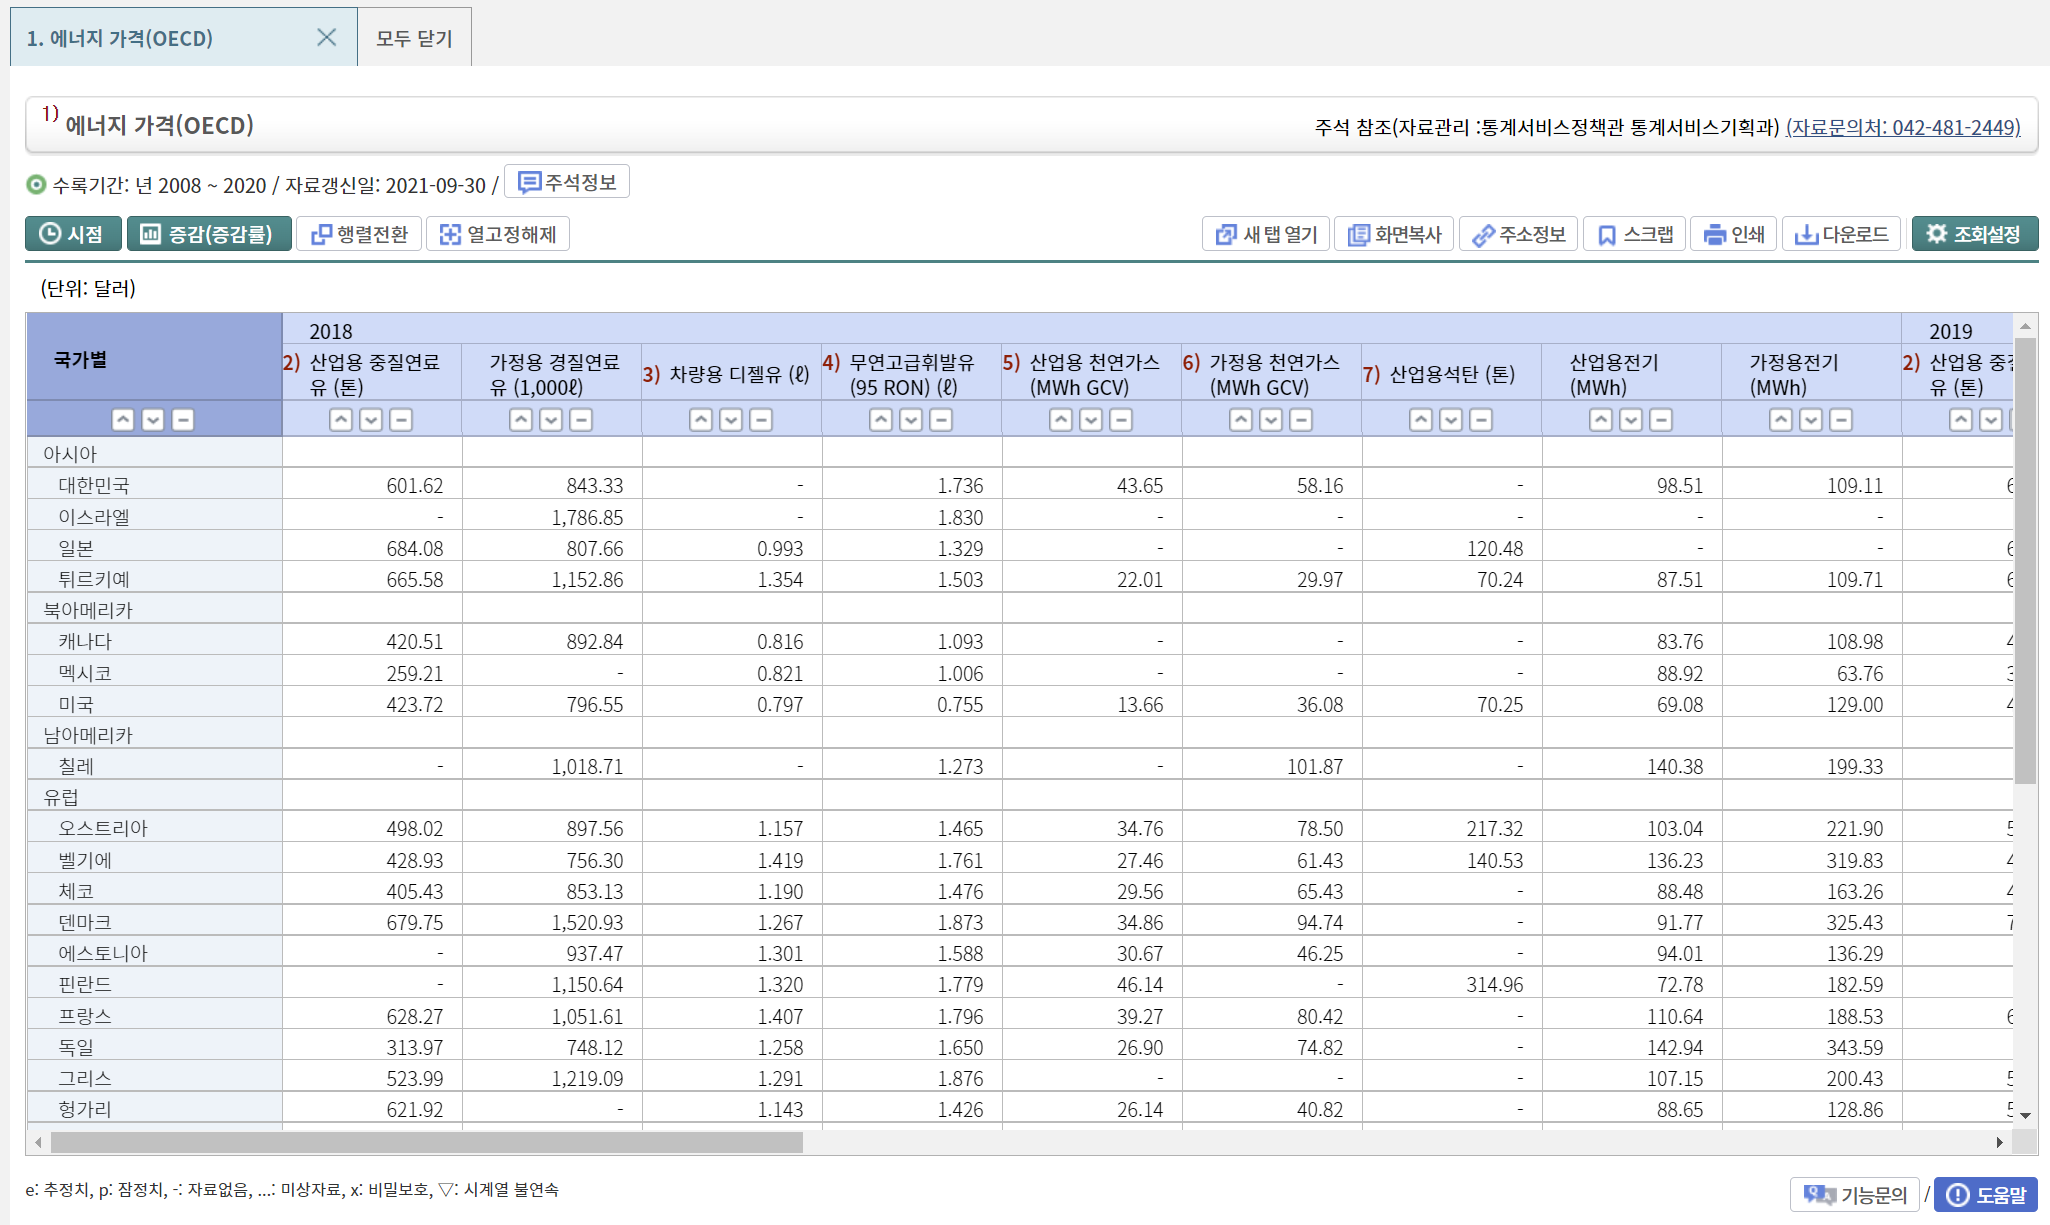 1. 에너지 가격(OECD) 모두 닫기
1) 에너지 가격(OECD) 주석 참조(자료관리 :통계서비스정책관 통계서비스기획과) (자료문의처: 042-481-2449)
수록기간: 년 2008 ~ 2020 / 자료갱신일: 2021-09-30 / 주석정보
시점 증감(증감률) 행렬전환 열고정해제 새 탭 열기 화면복사 주소정보 스크랩 인쇄 다운로드 조회설정
(단위: 달러)
국가별 2018 2019
2) 산업용 중질연료유 (톤) 가정용 경질연료유 (1,000ℓ) 3) 차량용 디젤유 (ℓ) 4) 무연고급휘발유 (95 RON) (ℓ) 5) 산업용 천연가스 (MWh GCV) 6) 가정용 천연가스 (MWh GCV) 7) 산업용석탄 (톤) 산업용전기 (MWh) 가정용전기 (MWh) 2) 산업용 유 (톤)
아시아
대한민국 601.62 843.33 - 1.736 43.65 58.16 - 98.51 109.11
이스라엘 - 1,786.85 - 1.830 - - - - -
일본 684.08 807.66 0.993 1.329 - - 120.48 - -
튀르키예 665.58 1,152.86 1.354 1.503 22.01 29.97 70.24 87.51 109.71
북아메리카
캐나다 420.51 892.84 0.816 1.093 - - - 83.76 108.98
멕시코 259.21 - 0.821 1.006 - - - 88.92 63.76
미국 423.72 796.55 0.797 0.755 13.66 36.08 70.25 69.08 129.00
남아메리카
칠레 - 1,018.71 - 1.273 - 101.87 - 140.38 199.33
유럽
오스트리아 498.02 897.56 1.157 1.465 34.76 78.50 217.32 103.04 221.90
벨기에 428.93 756.30 1.419 1.761 27.46 61.43 140.53 136.23 319.83
체코 405.43 853.13 1.190 1.476 29.56 65.43 - 88.48 163.26
덴마크 679.75 1,520.93 1.267 1.873 34.86 94.74 - 91.77 325.43
에스토니아 - 937.47 1.301 1.588 30.67 46.25 - 94.01 136.29
핀란드 - 1,150.64 1.320 1.779 46.14 - 314.96 72.78 182.59
프랑스 628.27 1,051.61 1.407 1.796 39.27 80.42 - 110.64 188.53
독일 313.97 748.12 1.258 1.650 26.90 74.82 - 142.94 343.59
그리스 523.99 1,219.09 1.291 1.876 - - - 107.15 200.43
헝가리 621.92 - 1.143 1.426 26.14 40.82 - 88.65 128.86
e: 추정치, p: 잠정치, -: 자료없음, ...: 미상자료, x: 비밀보호, ▽: 시계열 불연속
기능문의 / 도움말